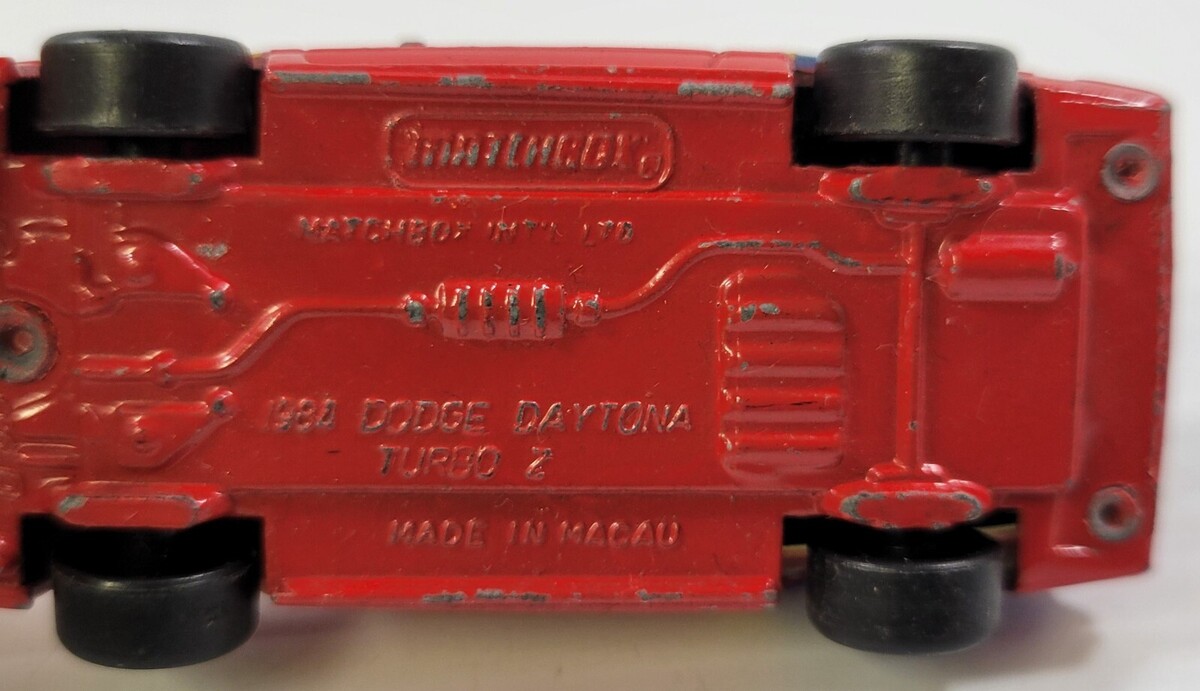 MATCHBOX
MATCHBOX INT'L LTD
1984 DODGE DAYTONA
TURBO Z
MADE IN MACAU